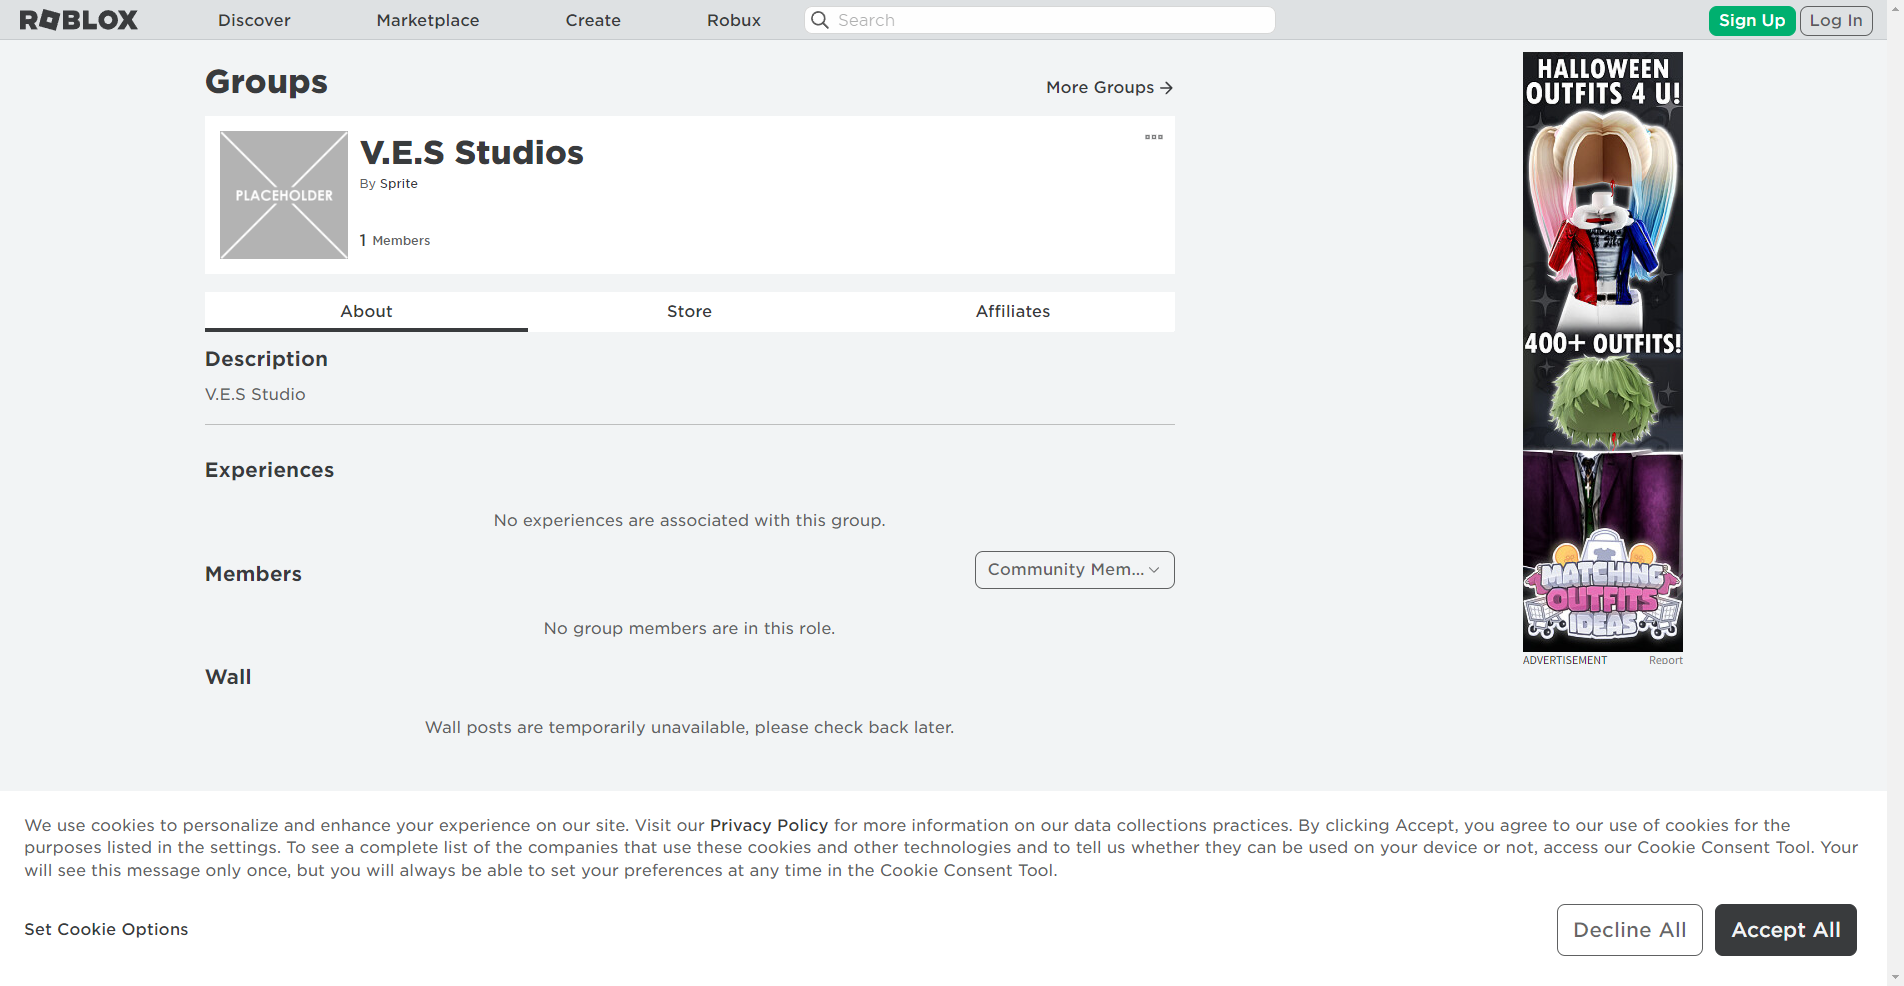 ROBLOX
Discover
Marketplace
Create
Robux
Search
Sign Up
Log In
Groups
More Groups
PLACEHOLDER
V.E.S Studios
By Sprite
1 Members
About
Store
Affiliates
Description
V.E.S Studio
Experiences
No experiences are associated with this group.
Members
Community Mem...
No group members are in this role.
Wall
Wall posts are temporarily unavailable, please check back later.
HALLOWEEN
OUTFITS 4 U!
400+ OUTFITS!
MATCHING
OUTFITS
IDEAS
ADVERTISEMENT
Report
We use cookies to personalize and enhance your experience on our site. Visit our Privacy Policy for more information on our data collections practices. By clicking Accept, you agree to our use of cookies for the
purposes listed in the settings. To see a complete list of the companies that use these cookies and other technologies and to tell us whether they can be used on your device or not, access our Cookie Consent Tool. Your
will see this message only once, but you will always be able to set your preferences at any time in the Cookie Consent Tool.
Set Cookie Options
Decline All
Accept All